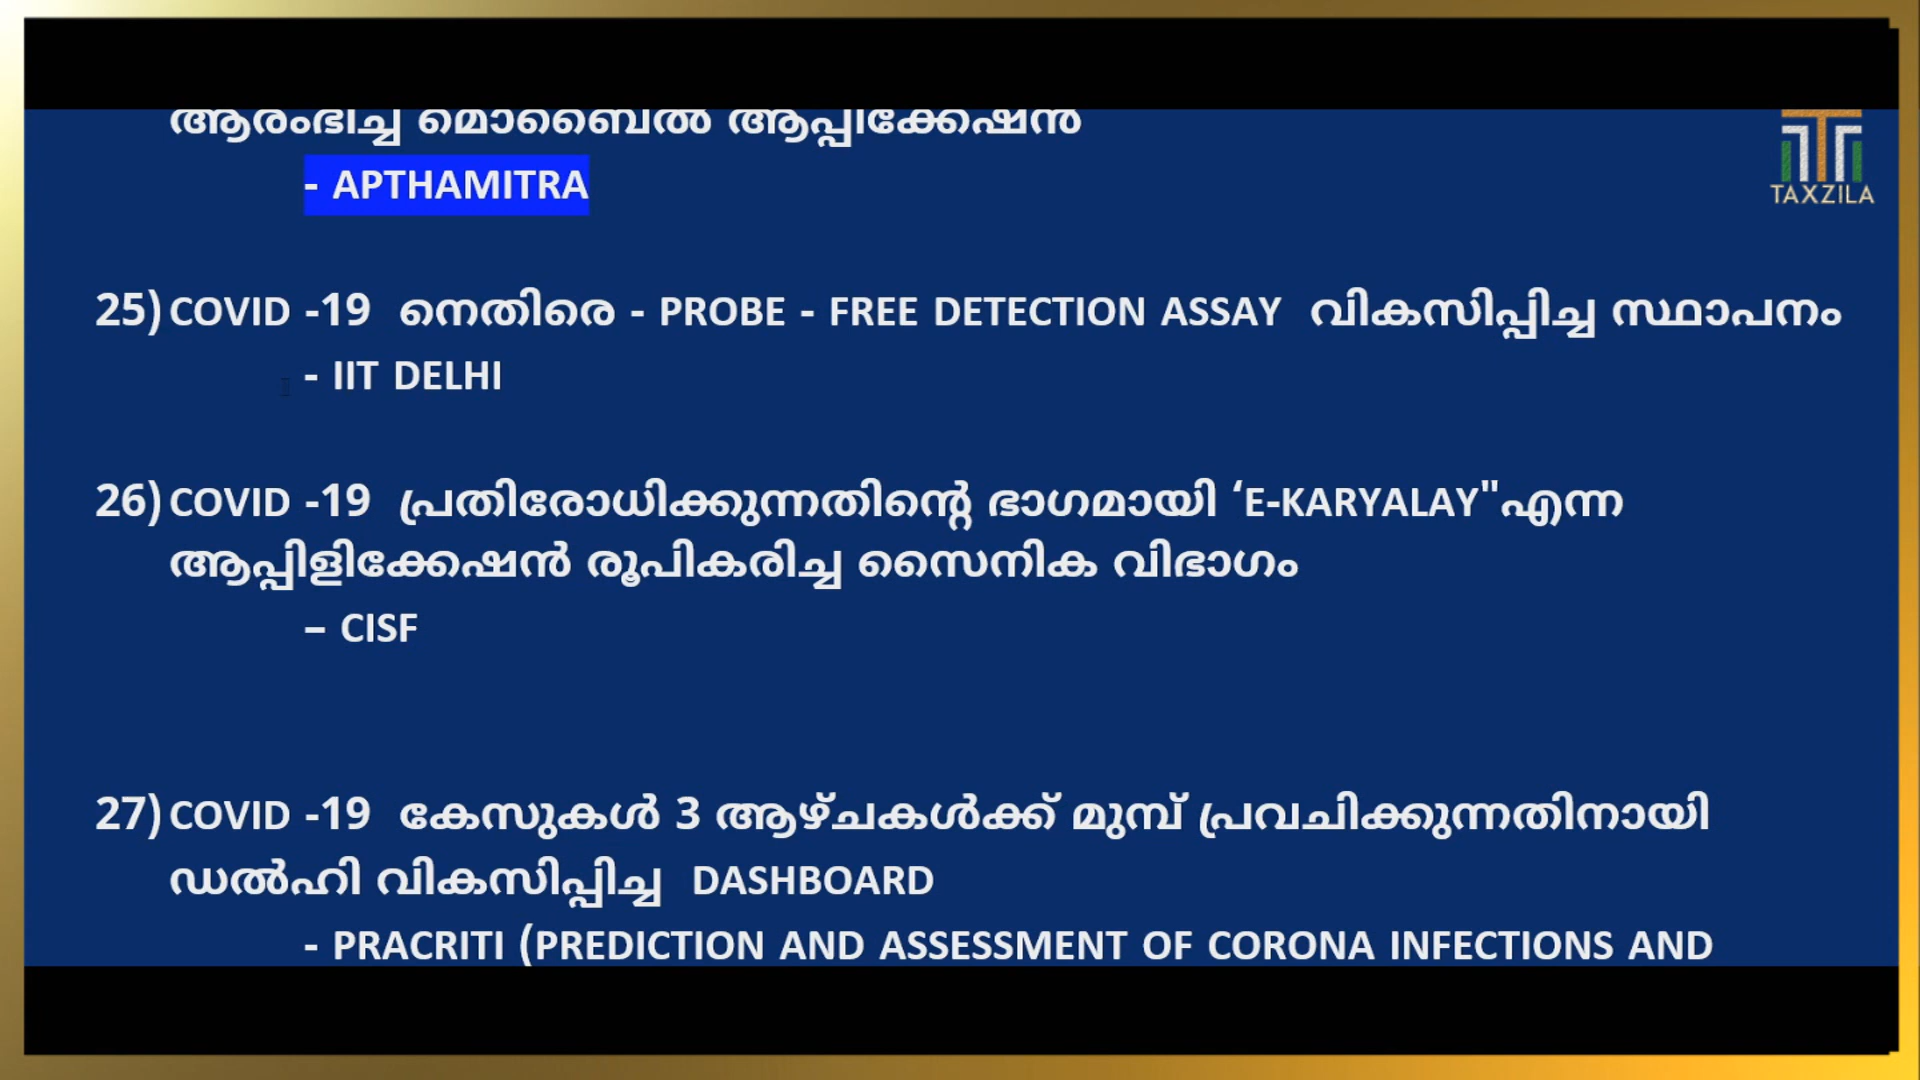 ആരംഭിച്ച മൊബൈൽ ആപ്പിക്കേഷൻ
- APTHAMITRA
TAXZILA
25) COVID -19 നെതിരെ - PROBE - FREE DETECTION ASSAY വികസിപ്പിച്ച സ്ഥാപനം
- IIT DELHI
26) COVID -19 പ്രതിരോധിക്കുന്നതിന്റെ ഭാഗമായി ‘E-KARYALAY"എന്ന
ആപ്പിളിക്കേഷൻ രൂപികരിച്ച സൈനിക വിഭാഗം
– CISF
27) COVID -19 കേസുകൾ 3 ആഴ്ചകൾക്ക് മുമ്പ് പ്രവചിക്കുന്നതിനായി
ഡൽഹി വികസിപ്പിച്ച DASHBOARD
- PRACRITI (PREDICTION AND ASSESSMENT OF CORONA INFECTIONS AND